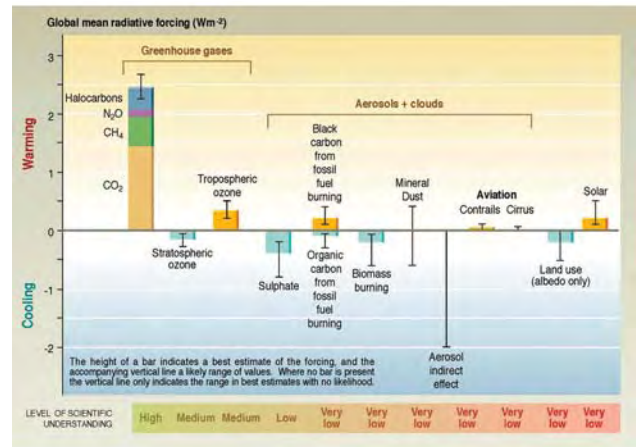 Global mean radiative forcing (Wm-2)
Greenhouse gases
3
2
1
0
-1
-2
Warming
Cooling
Halocarbons
N₂O
CH₄
CO₂
Stratospheric
ozone
Tropospheric
ozone
Aerosols + clouds
Sulphate
Black
carbon
from
fossil
fuel
burning
Organic
carbon
from
fossil
fuel
burning
Biomass
burning
Mineral
Dust
Aerosol
indirect
effect
Aviation
Contrails Cirrus
Land use
(albedo only)
Solar
The height of a bar indicates a best estimate of the forcing, and the
accompanying vertical line a likely range of values. Where no bar is present
the vertical line only indicates the range in best estimates with no likelihood.
LEVEL OF SCIENTIFIC
UNDERSTANDING
High Medium Medium Low Very low Very low Very low Very low Very low Very low Very low